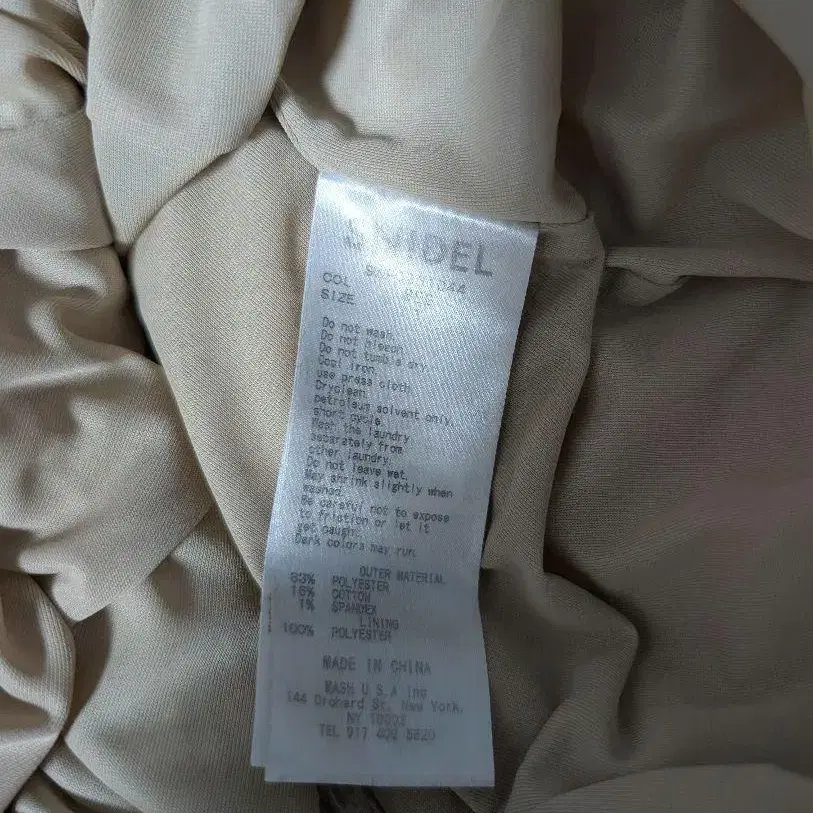 SNIDEL
COL
SIZE
Do not wash.
Do not bleach
Do not tumble dry.
Cool iron.
use press cloth.
Dryclean.
petroleum solvent only,
short cycle.
Wash the laundry
separately from
other laundry.
Do not leave wet.
May shrink slightly when
washed.
Be careful not to expose
to friction or let it
get caught.
Dark colors may run.
OUTER MATERIAL
83% POLYESTER
16% COTTON
1% SPANDEX
LINING
100% POLYESTER
MADE IN CHINA
MASH U.S.A Inc
144 Orchard St. New York.
NY 10002
TEL 917 409 5820